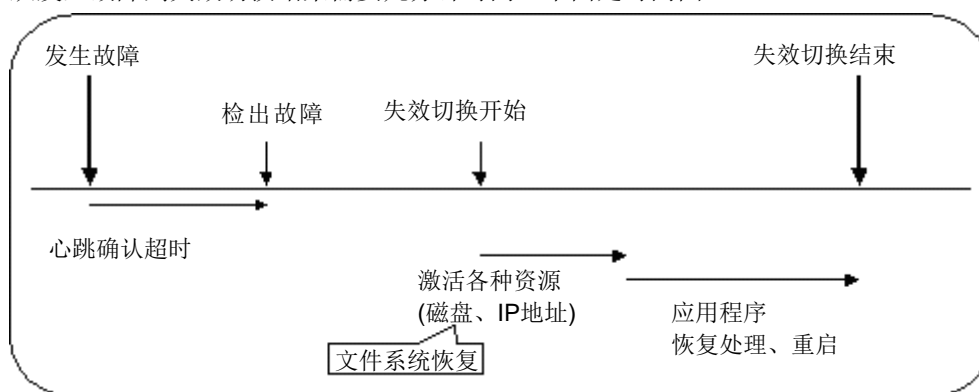 发生故障
失效切换结束
检出故障
失效切换开始
心跳确认超时
激活各种资源
(磁盘、IP地址)
应用程序
恢复处理、重启
文件系统恢复